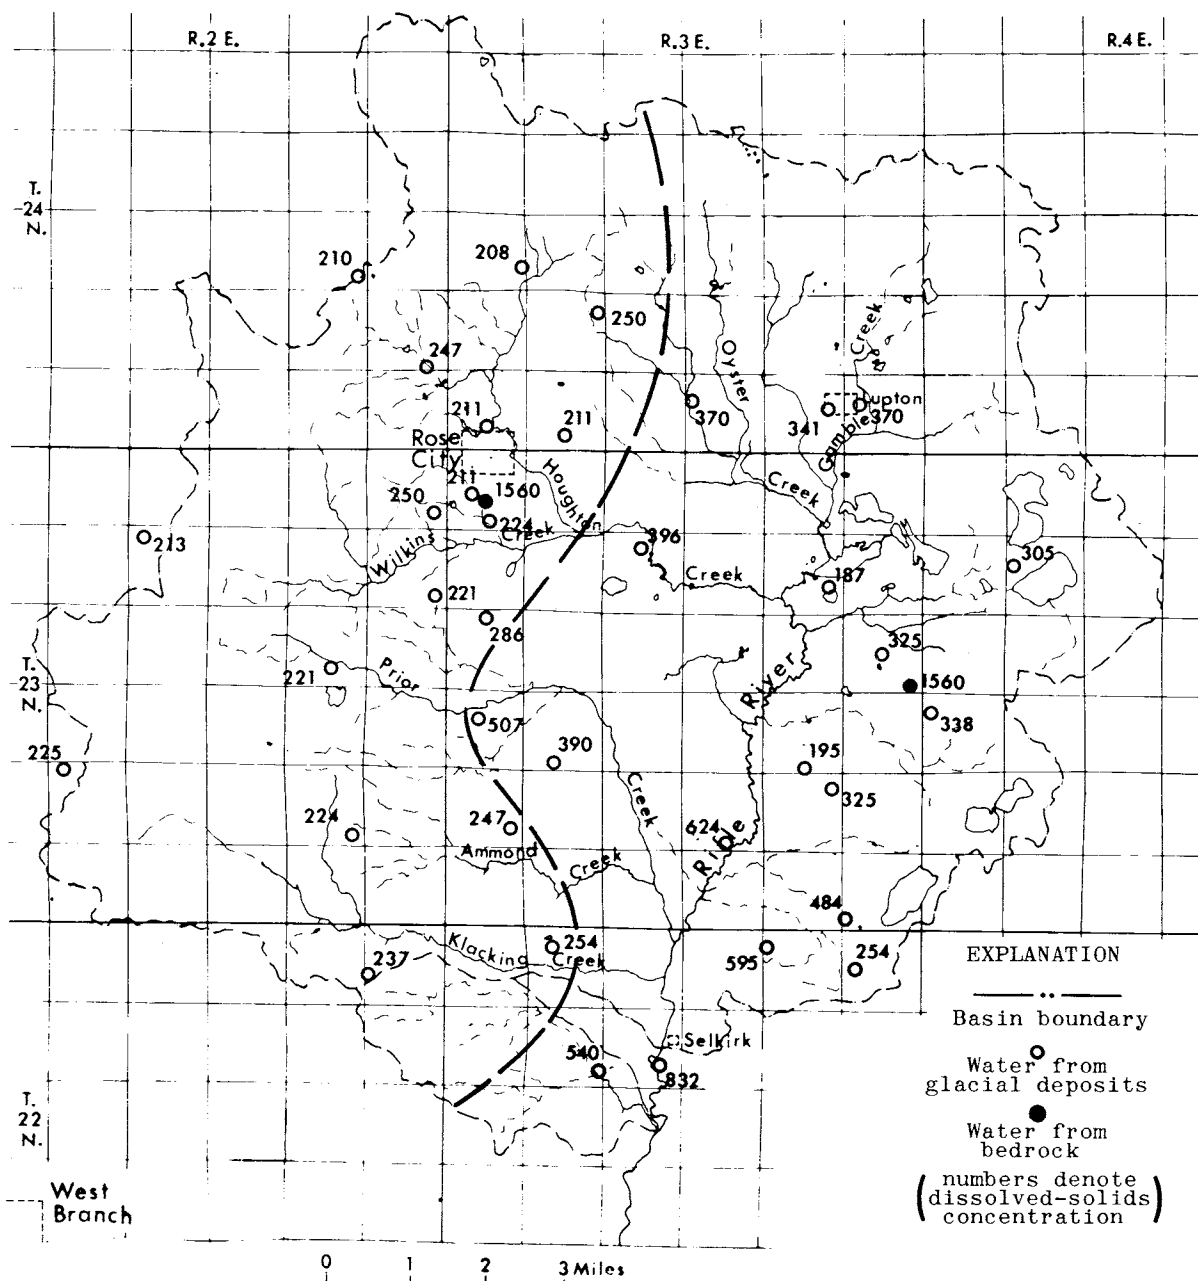 R.2 E.
R.3 E.
R.4 E.
T.
24
N.
210
208
250
247
211
211
Rose
City
Houghton
Creek
Oyster
Creek
370
341
Lupton
370
Gamble
Creek
250
211
1560
224
213
Wilkins
396
Creek
187
305
221
286
325
T.
23
N.
221
Prior
Creek
507
390
River
1560
338
195
325
225
224
247
Ammond
Creek
624
Rifle
484
Klacking
Creek
254
237
595
254
540
832
Selkirk
T.
22
N.
West
Branch
0 1 2 3 Miles
EXPLANATION
Basin boundary
Water from
glacial deposits
Water from
bedrock
(numbers denote
dissolved-solids
concentration)